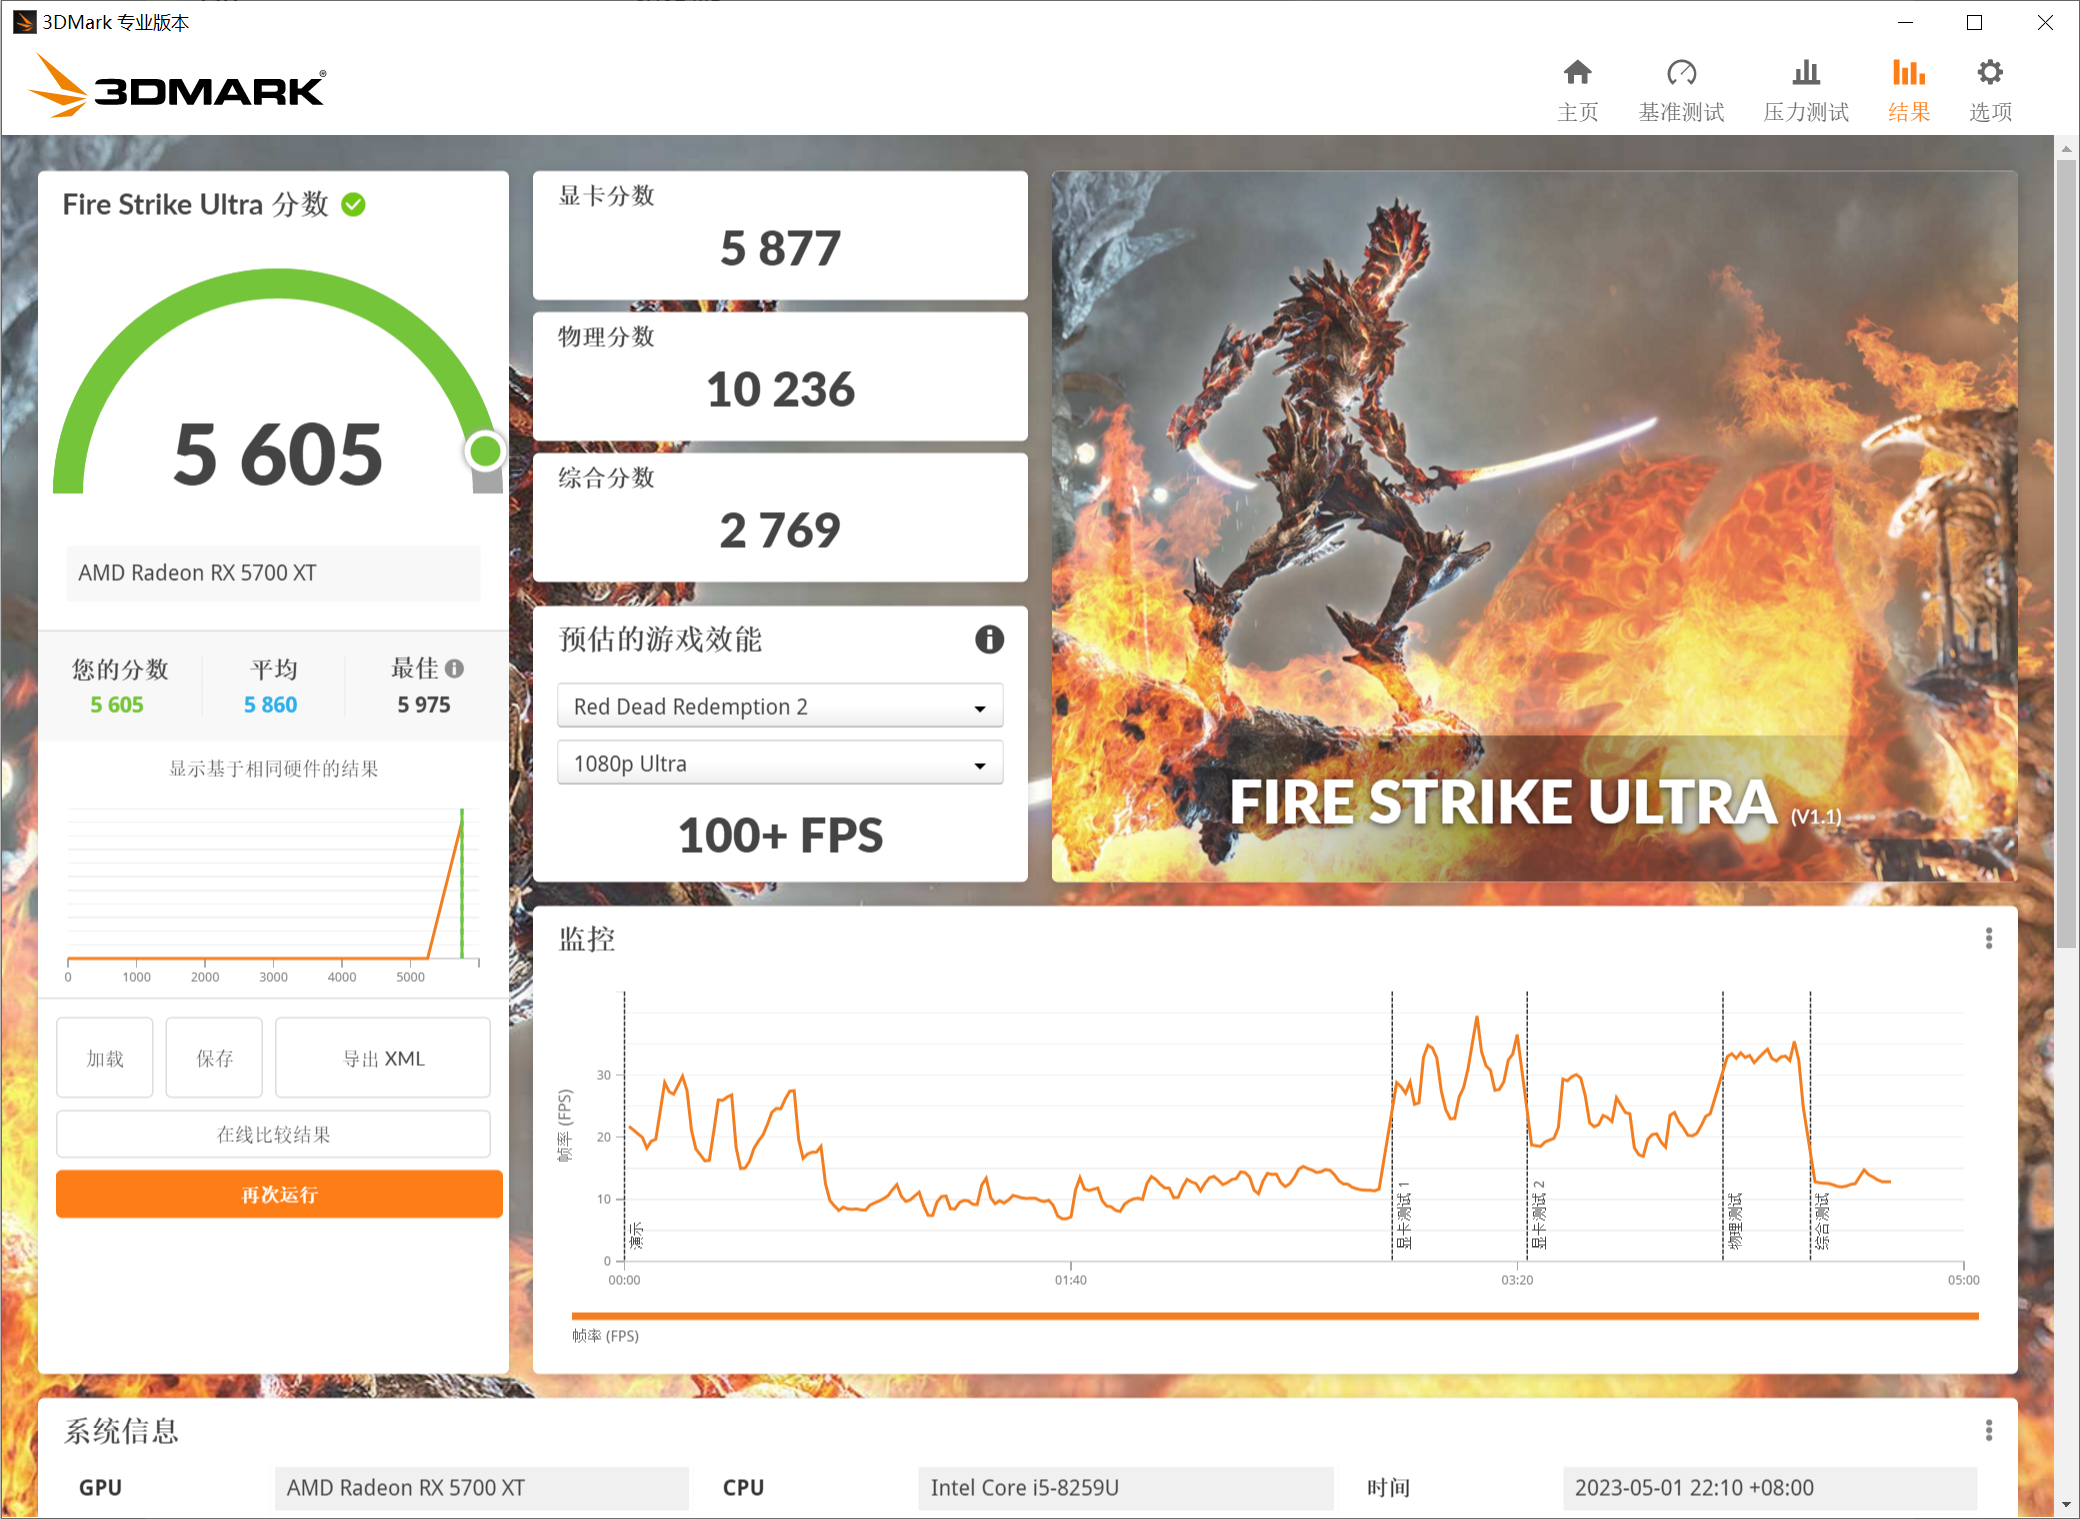 3DMark 专业版本
3DMARK®
主页
基准测试
压力测试
结果
选项
Fire Strike Ultra 分数
5 605
AMD Radeon RX 5700 XT
您的分数
5 605
平均
5 860
最佳
5 975
显示基于相同硬件的结果
0 1000 2000 3000 4000 5000
加载
保存
导出 XML
在线比较结果
再次运行
显卡分数
5 877
物理分数
10 236
综合分数
2 769
预估的游戏效能
Red Dead Redemption 2
1080p Ultra
100+ FPS
FIRE STRIKE ULTRA (V1.1)
监控
帧率 (FPS)
30
20
10
0
演示
显卡测试 1
显卡测试 2
物理测试
综合测试
00:00 01:40 03:20 05:00
帧率 (FPS)
系统信息
GPU AMD Radeon RX 5700 XT CPU Intel Core i5-8259U 时间 2023-05-01 22:10 +08:00